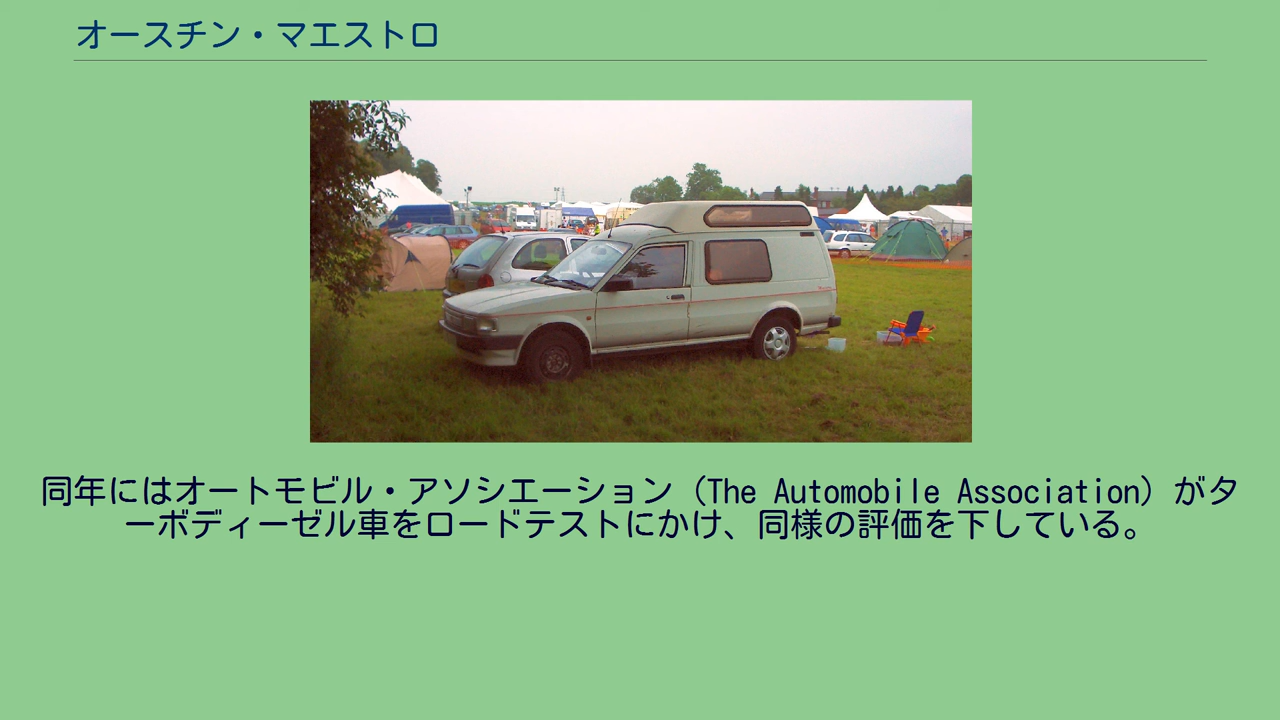 オースチン・マエストロ
同年にはオートモビル・アソシエーション（The Automobile Association）がタ
ーボディーゼル車をロードテストにかけ、同様の評価を下している。